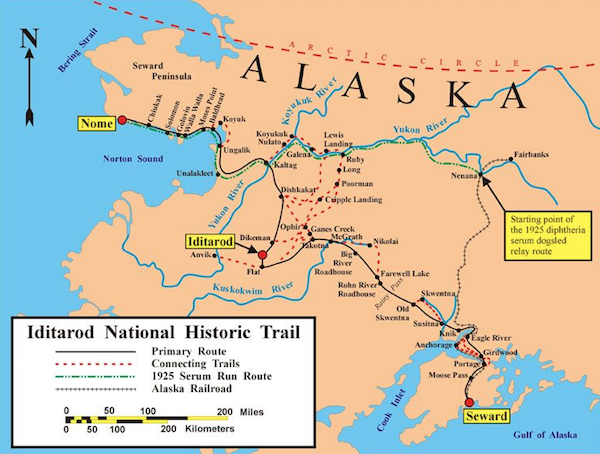 N
Bering Strait
ARCTIC CIRCLE
ALASKA
Seward
Peninsula
Koyukuk River
Nome
Chiukak
Solomon
Golovin
Walla Walla
Moses Point
Baldhead
Koyuk
Ungalik
Norton Sound
Unalakleet
Kaltag
Koyukuk
Nulato
Galena
Lewis
Landing
Ruby
Long
Poorman
Yukon River
Nenana
Fairbanks
Yukon River
Dishkakat
Cripple Landing
Starting point of
the 1925 diphtheria
serum dogsled
relay route
Iditarod
Dikeman
Ophir
Ganes Creek
McGrath
Takotna
Nikolai
Anvik
Flat
Big
River
Roadhouse
Farewell Lake
Rohn River
Roadhouse
Rainy Pass
Kuskokwim River
Skwentna
Old
Skwentna
Susitna
Knik
Eagle River
Anchorage
Girdwood
Portage
Moose Pass
Seward
Cook Inlet
Gulf of Alaska
Iditarod National Historic Trail
Primary Route
Connecting Trails
1925 Serum Run Route
Alaska Railroad
0 50 100 200 Miles
0 50 100 200 Kilometers